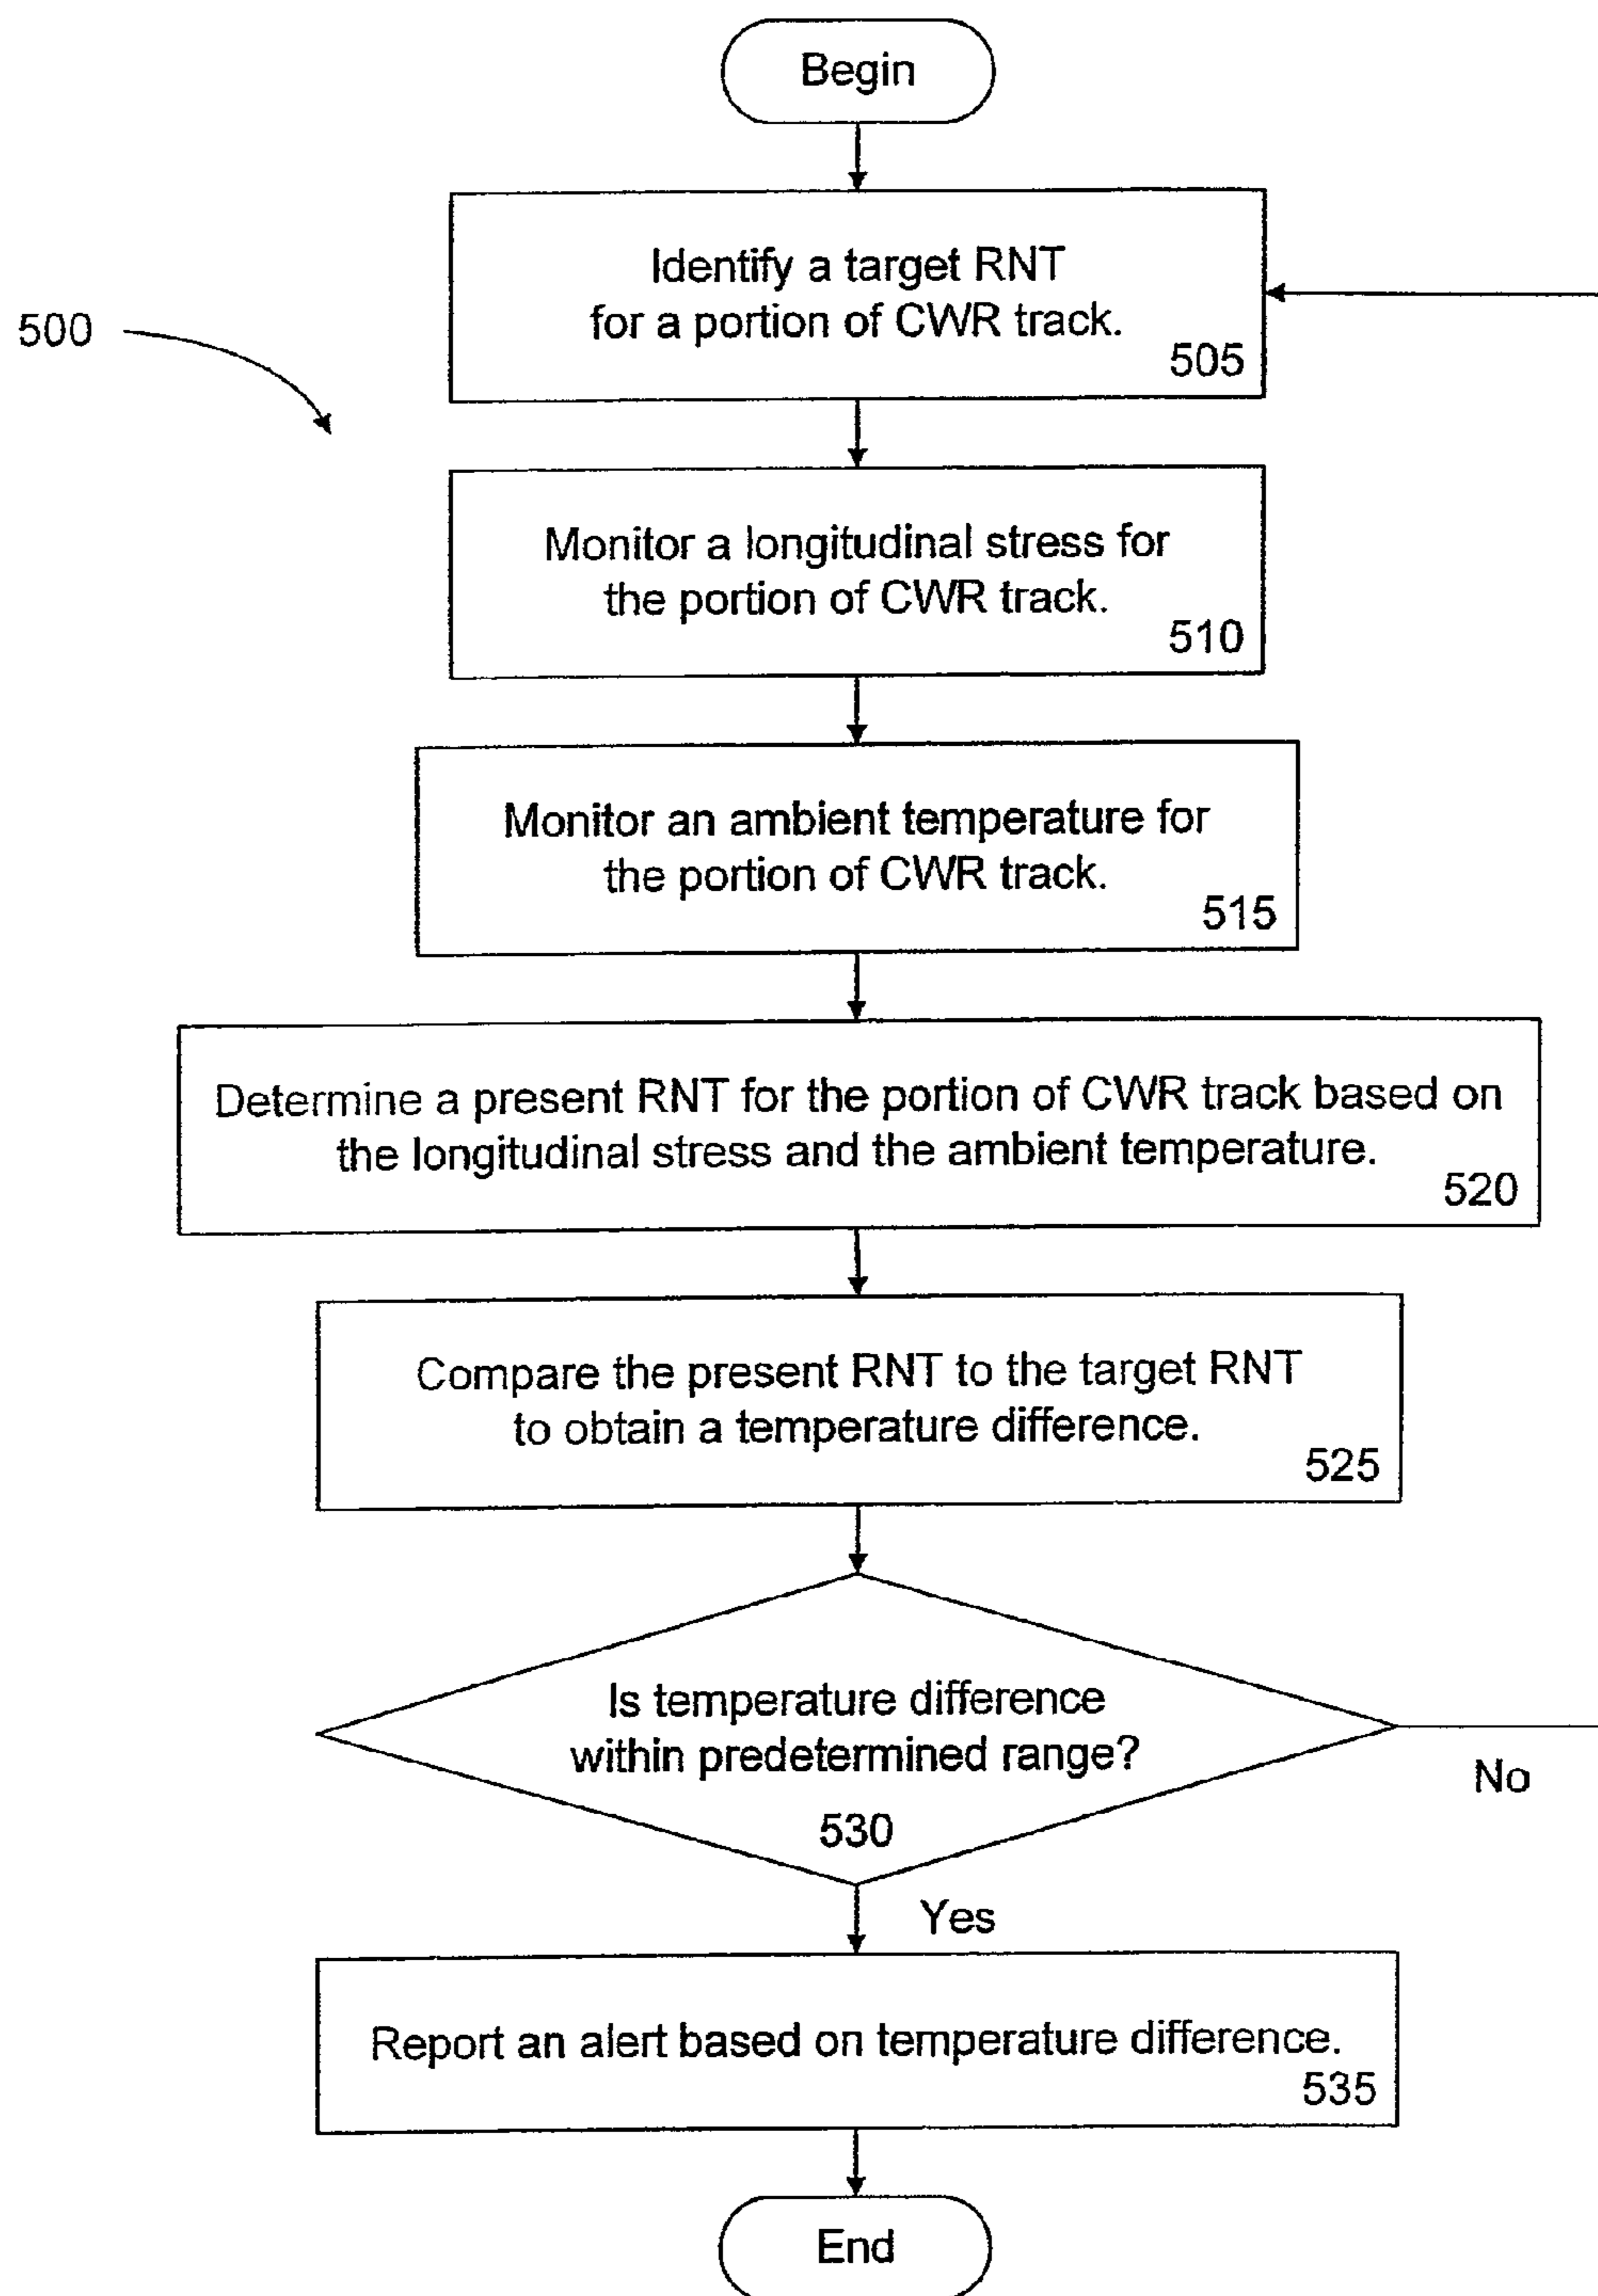 Begin
Identify a target RNT
for a portion of CWR track.
505
500
Monitor a longitudinal stress for
the portion of CWR track.
510
Monitor an ambient temperature for
the portion of CWR track.
515
Determine a present RNT for the portion of CWR track based on
the longitudinal stress and the ambient temperature.
520
Compare the present RNT to the target RNT
to obtain a temperature difference.
525
Is temperature difference
within predetermined range?
530
No
Yes
Report an alert based on temperature difference.
535
End